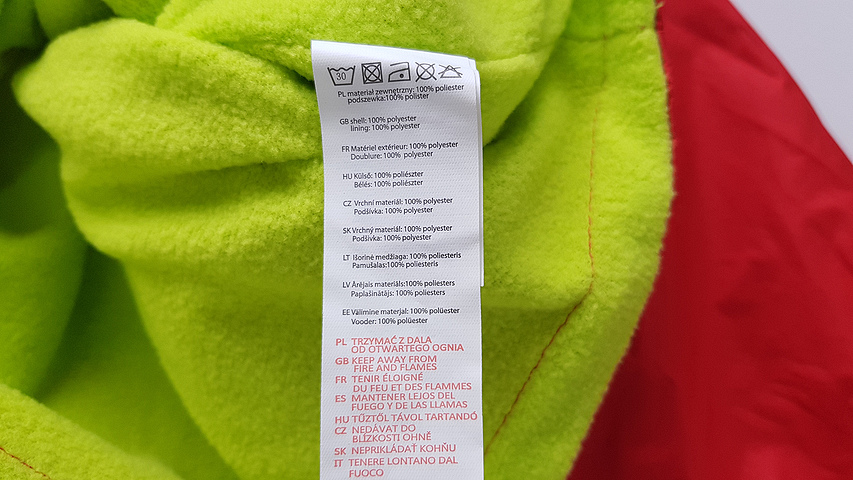 30
PL materiał zewnętrzny: 100% poliester
podszewka:100% polister
GB shell: 100% polyester
lining: 100% polyester
FR Matériel extérieur: 100% polyester
Doublure: 100% polyester
HU Külső: 100% poliészter
Bélés: 100% poliészter
CZ Vrchní materiál: 100% polyester
Podšívka: 100% polyester
SK Vrchný materiál: 100% polyester
Podšívka: 100% polyester
LT Išorinė medžiaga: 100% poliesteris
Pamušalas:100% poliesteris
LV Ārējais materiāls:100% poliesters
Paplašinātājs: 100% poliesters
EE Välimine materjal: 100% polüester
Vooder: 100% polüester
PL TRZYMAĆ Z DALA
OD OTWARTEGO OGNIA
GB KEEP AWAY FROM
FIRE AND FLAMES
FR TENIR ÉLOIGNÉ
DU FEU ET DES FLAMMES
ES MANTENER LEJOS DEL
FUEGO Y DE LAS LLAMAS
HU TŰZTŐL TÁVOL TARTANDÓ
CZ NEDÁVAT DO
BLÍZKOSTI OHNĚ
SK NEPRIKLÁDAŤ KOHŇU
IT TENERE LONTANO DAL
FUOCO